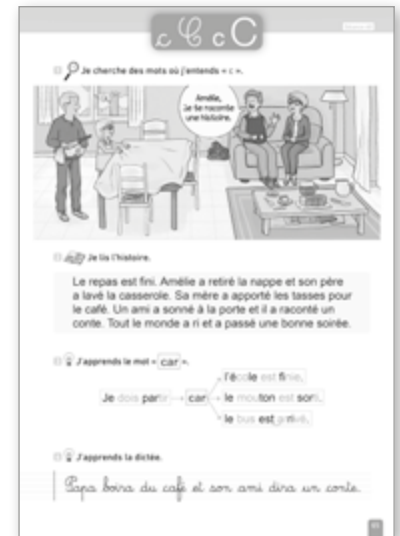 c C c C
Je cherche des mots où j'entends « c ».
Amélie,
je te raconte
une histoire.
Je lis l'histoire.
Le repas est fini. Amélie a retiré la nappe et son père
a lavé la casserole. Sa mère a apporté les tasses pour
le café. Un ami a sonné à la porte et il a raconté un
conte. Tout le monde a ri et a passé une bonne soirée.
J'apprends le mot « car ».
l'école est finie.
Je dois partir → car → le mouton est sorti.
le bus est arrivé.
J'apprends la dictée.
Papa boira du café et son ami dira un conte.